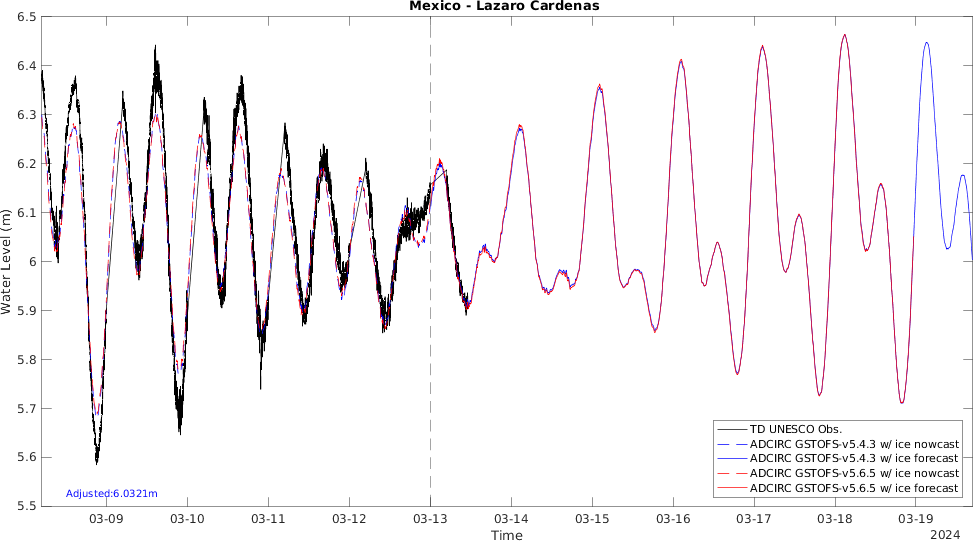 Mexico - Lazaro Cardenas
Water Level (m)
6.5
6.4
6.3
6.2
6.1
6
5.9
5.8
5.7
5.6
5.5
Adjusted:6.0321m
TD UNESCO Obs.
ADCIRC GSTOFS-v5.4.3 w/ ice nowcast
ADCIRC GSTOFS-v5.4.3 w/ ice forecast
ADCIRC GSTOFS-v5.6.5 w/ ice nowcast
ADCIRC GSTOFS-v5.6.5 w/ ice forecast
03-09 03-10 03-11 03-12 03-13 03-14 03-15 03-16 03-17 03-18 03-19
Time
2024